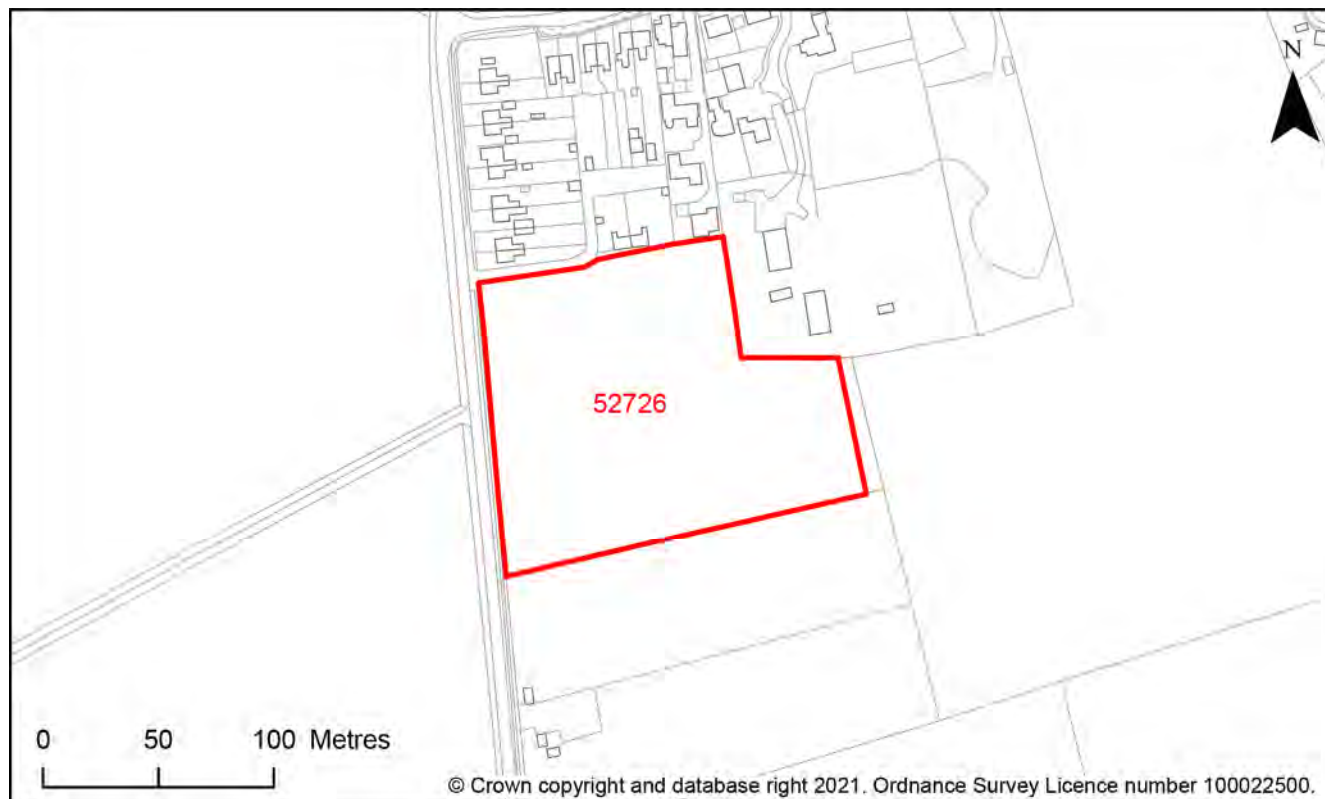 N
52726
0 50 100 Metres
© Crown copyright and database right 2021. Ordnance Survey Licence number 100022500.